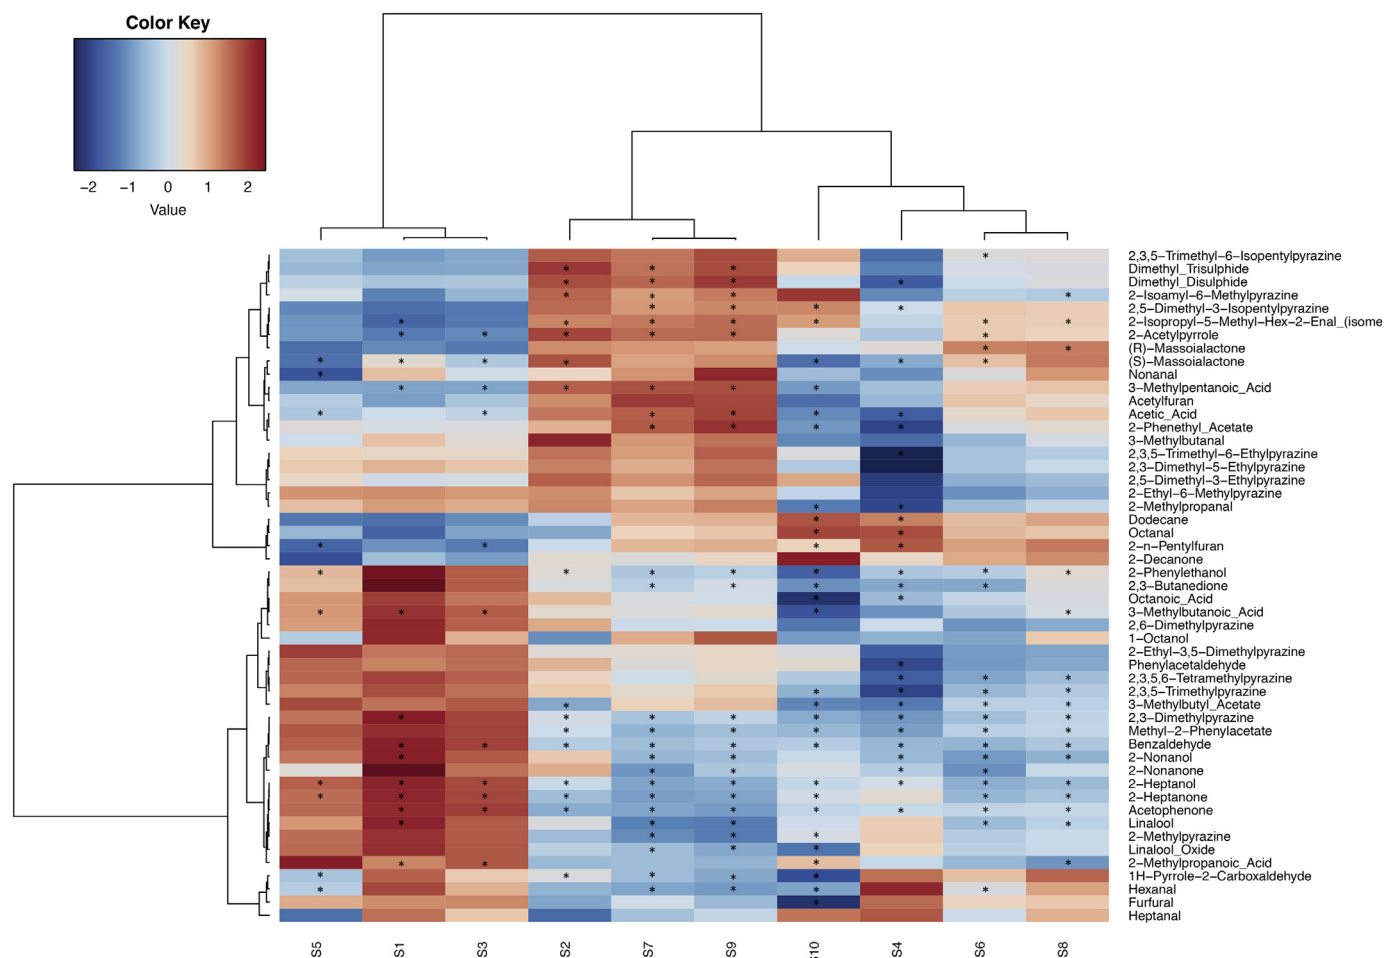 Color Key
−2 −1 0 1 2
Value
2,3,5−Trimethyl−6−Isopentylpyrazine
Dimethyl_Trisulphide
Dimethyl_Disulphide
2−Isoamyl−6−Methylpyrazine
2,5−Dimethyl−3−Isopentylpyrazine
2−Isopropyl−5−Methyl−Hex−2−Enal_(isome
2−Acetylpyrrole
(R)−Massoialactone
(S)−Massoialactone
Nonanal
3−Methylpentanoic_Acid
Acetylfuran
Acetic_Acid
2−Phenethyl_Acetate
3−Methylbutanal
2,3,5−Trimethyl−6−Ethylpyrazine
2,3−Dimethyl−5−Ethylpyrazine
2,5−Dimethyl−3−Ethylpyrazine
2−Ethyl−6−Methylpyrazine
2−Methylpropanal
Dodecane
Octanal
2−n−Pentylfuran
2−Decanone
2−Phenylethanol
2,3−Butanedione
Octanoic_Acid
3−Methylbutanoic_Acid
2,6−Dimethylpyrazine
1−Octanol
2−Ethyl−3,5−Dimethylpyrazine
Phenylacetaldehyde
2,3,5,6−Tetramethylpyrazine
2,3,5−Trimethylpyrazine
3−Methylbutyl_Acetate
2,3−Dimethylpyrazine
Methyl−2−Phenylacetate
Benzaldehyde
2−Nonanol
2−Nonanone
2−Heptanol
2−Heptanone
Acetophenone
Linalool
2−Methylpyrazine
Linalool_Oxide
2−Methylpropanoic_Acid
1H−Pyrrole−2−Carboxaldehyde
Hexanal
Furfural
Heptanal
S5 S1 S3 S2 S7 S9 S10 S4 S6 S8